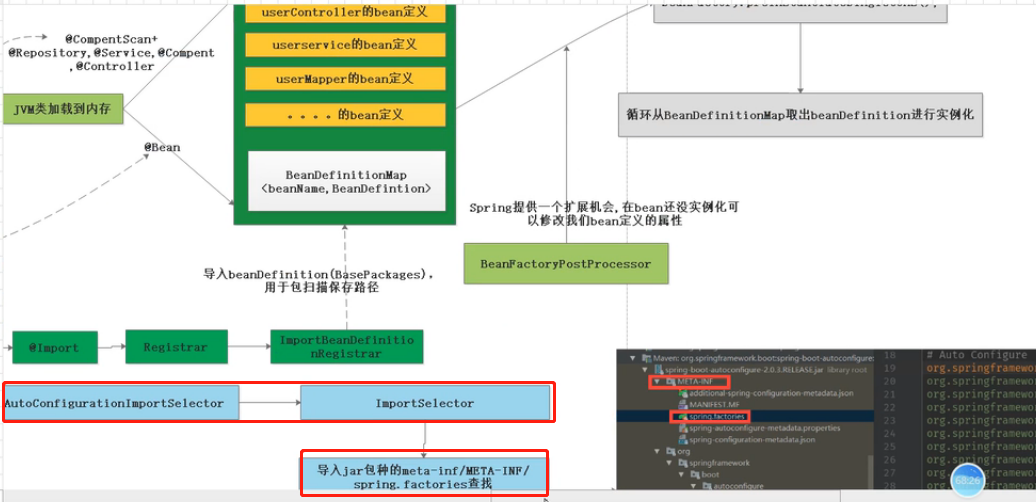 userController的bean定义
@CompentScan+
@Repository,@Service,@Compent
,@Controller
userservice的bean定义
userMapper的bean定义
JVM类加载到内存
。。。。的bean定义
循环从BeanDefinitionMap取出beanDefinition进行实例化
@Bean
BeanDefinitionMap
<beanName,BeanDefintion>
Spring提供一个扩展机会,在bean还没实例化可
以修改我们bean定义的属性
BeanFactoryPostProcessor
导入beanDefinition(BasePackages),
用于包扫描保存路径
@Import
Registrar
ImportBeanDefinitio
nRegistrar
AutoConfigurationImportSelector
ImportSelector
导入jar包种的meta-inf/META-INF/
spring.factories查找
Maven: org.springframework.boot:spring-boot-autoconfigure:
spring-boot-autoconfigure-2.0.3.RELEASE.jar library root
META-INF
additional-spring-configuration-metadata.json
MANIFEST.MF
spring.factories
spring-autoconfigure-metadata.properties
spring-configuration-metadata.json
org
springframework
boot
autoconfigure
18 # Auto Configure
19 org.springframewor
20 org.springframewor
21 org.springframewor
22 org.springframewor
23 org.springframewor
24 org.springframewor
25 org.springframewor
26 org.springframewor
27 org.springframewor
28 org.springframewor
68:26